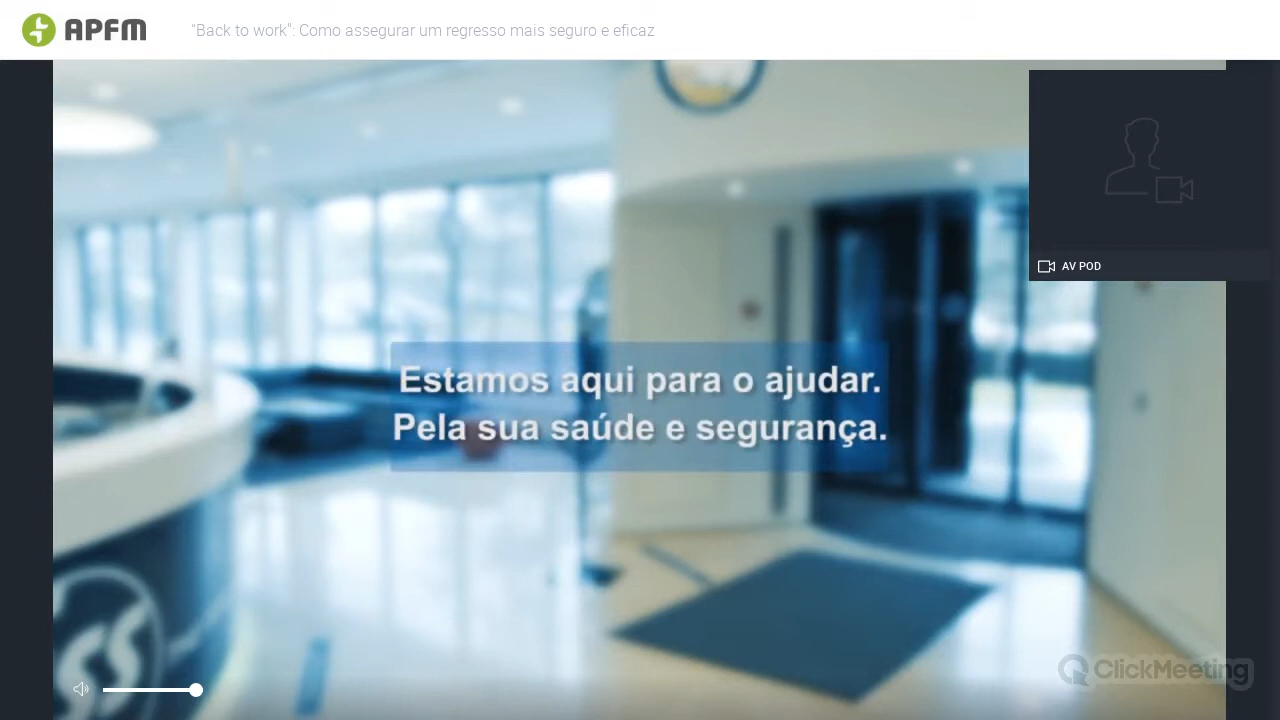 APFM
"Back to work": Como assegurar um regresso mais seguro e eficaz
AV POD
Estamos aqui para o ajudar.
Pela sua saúde e segurança.
ClickMeeting